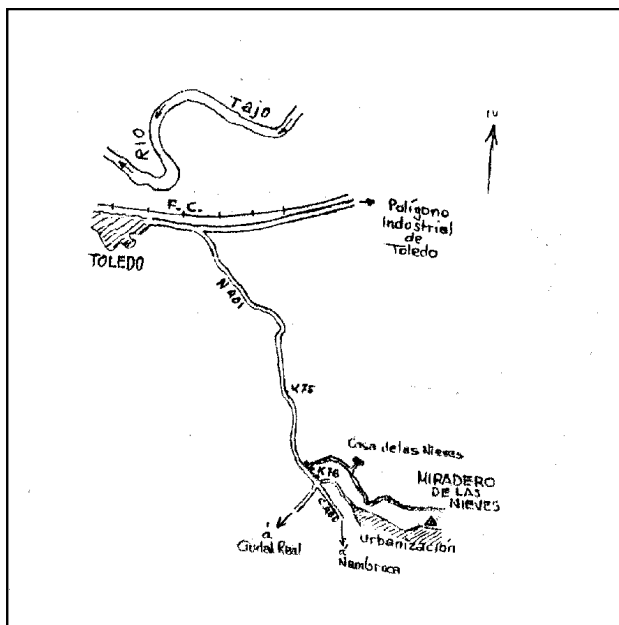 Tajo
RIO
N
F.C.
Polígono
Industrial
de
Toledo
TOLEDO
N 401
K75
Casa de las Nieves
K76
MIRADERO
DE LAS
NIEVES
á
Ciudad Real
á
Nambroca
Urbanización